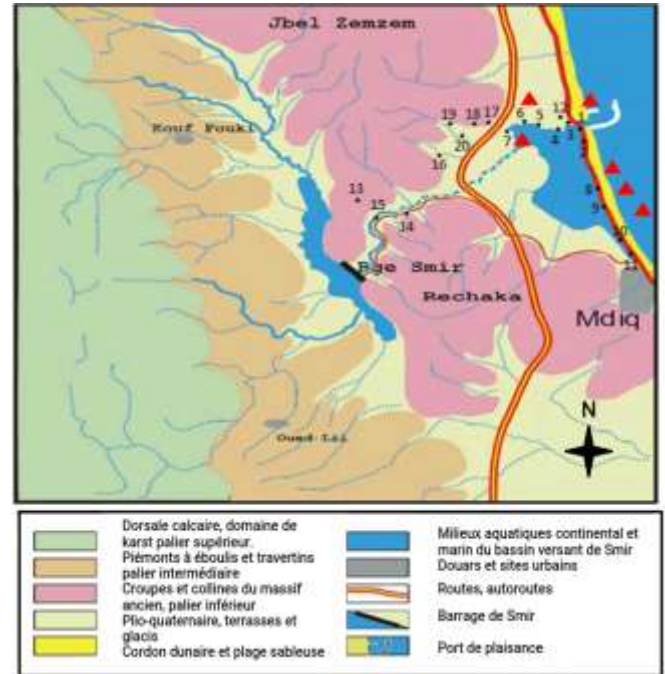 Jbel Zemzem
Kouf Fouki
19 18 17
6 5
12
1
3
4
7
20
16
8
9
13
15
14
10
11
Bge Smir
Rechaka
Mdiq
N
Oued Lii
Dorsale calcaire, domaine de
karst palier supérieur.
Piémonts à éboulis et travertins
palier intermédiaire
Croupes et collines du massif
ancien, palier inférieur
Plio-quaternaire, terrasses et
glacis
Cordon dunaire et plage sableuse
Milieux aquatiques continental et
marin du bassin versant de Smir
Douars et sites urbains
Routes, autoroutes
Barrage de Smir
Port de plaisance